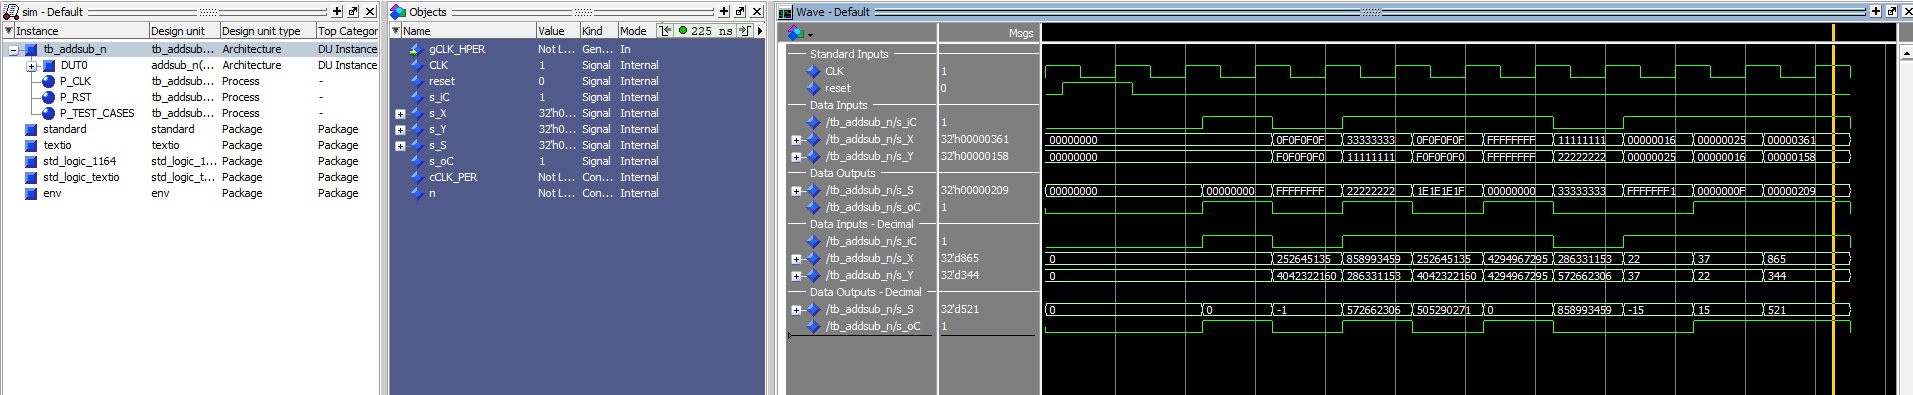 sim - Default
Instance Design unit Design unit type Top Categor
tb_addsub_n tb_addsub... Architecture DU Instance
DUT0 addsub_n(... Architecture DU Instance
P_CLK tb_addsub... Process -
P_RST tb_addsub... Process -
P_TEST_CASES tb_addsub... Process -
standard standard Package Package
textio textio Package Package
std_logic_1164 std_logic_1... Package Package
std_logic_textio std_logic_t... Package Package
env env Package Package
Objects
Name Value Kind Mode 225 ns
gCLK_HPER Not L... Gen... In
CLK 1 Signal Internal
reset 0 Signal Internal
s_iC 1 Signal Internal
s_X 32'h0... Signal Internal
s_Y 32'h0... Signal Internal
s_S 32'h0... Signal Internal
s_oC 1 Signal Internal
cCLK_PER Not L... Con... Internal
n Not L... Con... Internal
Wave - Default
Msgs
Standard Inputs
CLK 1
reset 0
Data Inputs
/tb_addsub_n/s_iC 1
/tb_addsub_n/s_X 32'h00000361 00000000 0F0F0F0F 33333333 0F0F0F0F FFFFFFFF 11111111 00000016 00000025 00000361
/tb_addsub_n/s_Y 32'h00000158 00000000 F0F0F0F0 11111111 F0F0F0F0 FFFFFFFF 22222222 00000025 00000016 00000158
Data Outputs
/tb_addsub_n/s_S 32'h00000209 00000000 00000000 FFFFFFFF 22222222 1E1E1E1F 00000000 33333333 FFFFFFF1 0000000F 00000209
/tb_addsub_n/s_oC 1
Data Inputs - Decimal
/tb_addsub_n/s_iC 1
/tb_addsub_n/s_X 32'd865 0 252645135 858993459 252645135 4294967295 286331153 22 37 865
/tb_addsub_n/s_Y 32'd344 0 4042322160 286331153 4042322160 4294967295 572662306 37 22 344
Data Outputs - Decimal
/tb_addsub_n/s_S 32'd521 0 0 -1 572662306 505290271 0 858993459 -15 15 521
/tb_addsub_n/s_oC 1